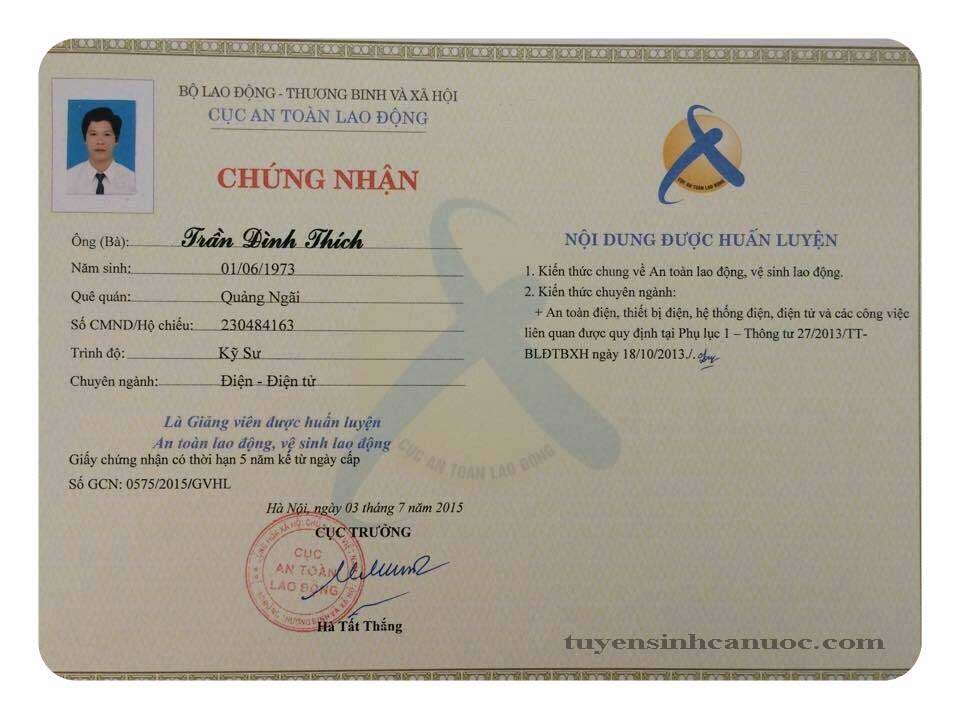 BỘ LAO ĐỘNG - THƯƠNG BINH VÀ XÃ HỘI
CỤC AN TOÀN LAO ĐỘNG
CHỨNG NHẬN
Ông (Bà): Trần Đình Thích
Năm sinh: 01/06/1973
Quê quán: Quảng Ngãi
Số CMND/Hộ chiếu: 230484163
Trình độ: Kỹ Sư
Chuyên ngành: Điện - Điện tử
Là Giảng viên được huấn luyện
An toàn lao động, vệ sinh lao động
Giấy chứng nhận có thời hạn 5 năm kể từ ngày cấp
Số GCN: 0575/2015/GVHL
Hà Nội, ngày 03 tháng 7 năm 2015
CỤC TRƯỞNG
CỤC
AN TOÀN
LAO ĐỘNG
Hà Tất Thắng
CỤC AN TOÀN LAO ĐỘNG
CỤC AN TOÀN LAO ĐỘNG
NỘI DUNG ĐƯỢC HUẤN LUYỆN
1. Kiến thức chung về An toàn lao động, vệ sinh lao động.
2. Kiến thức chuyên ngành:
+ An toàn điện, thiết bị điện, hệ thống điện, điện tử và các công việc
liên quan được quy định tại Phụ lục 1 – Thông tư 27/2013/TT-
BLĐTBXH ngày 18/10/2013./.
tuyensinhcanuoc.com